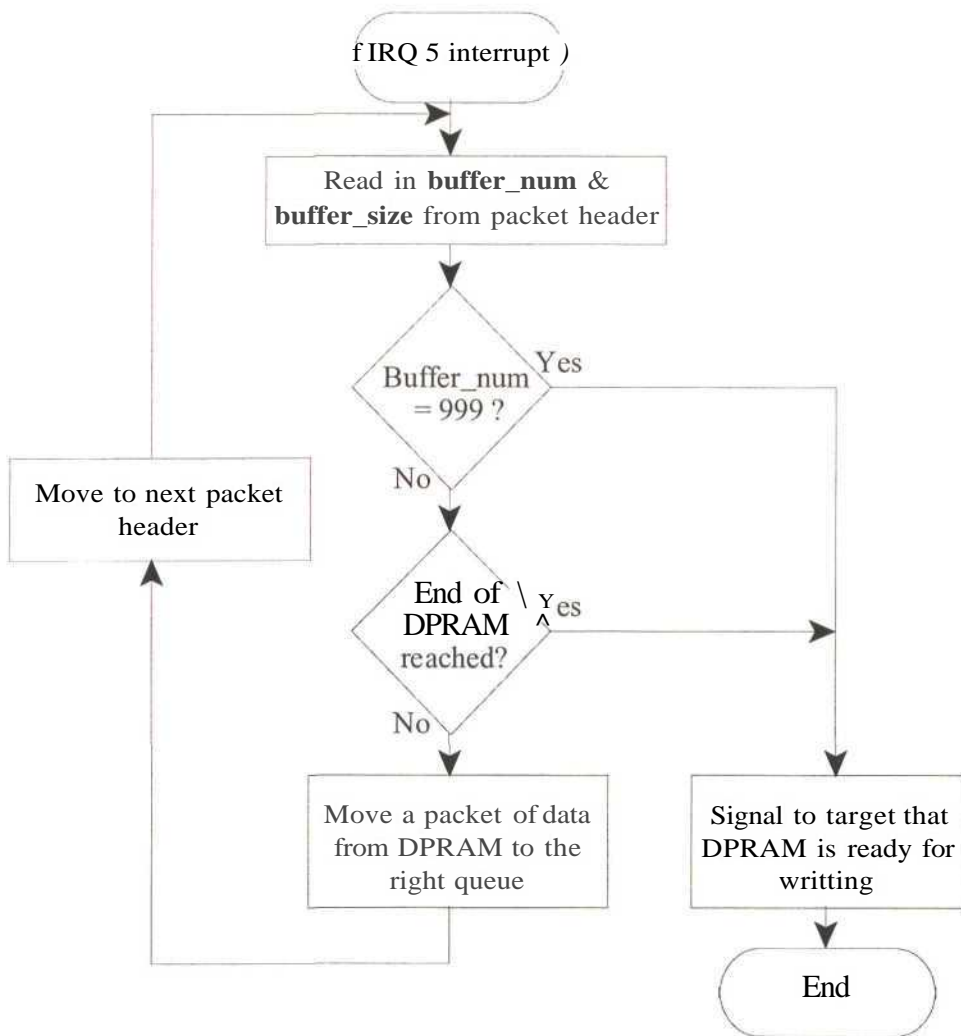 f IRQ 5 interrupt )
Read in buffer_num &
buffer_size from packet header
Buffer_num
= 999 ?
Yes
No
Move to next packet
header
End of \
DPRAM
reached?
Yes
^
No
Move a packet of data
from DPRAM to the
right queue
Signal to target that
DPRAM is ready for
writting
End